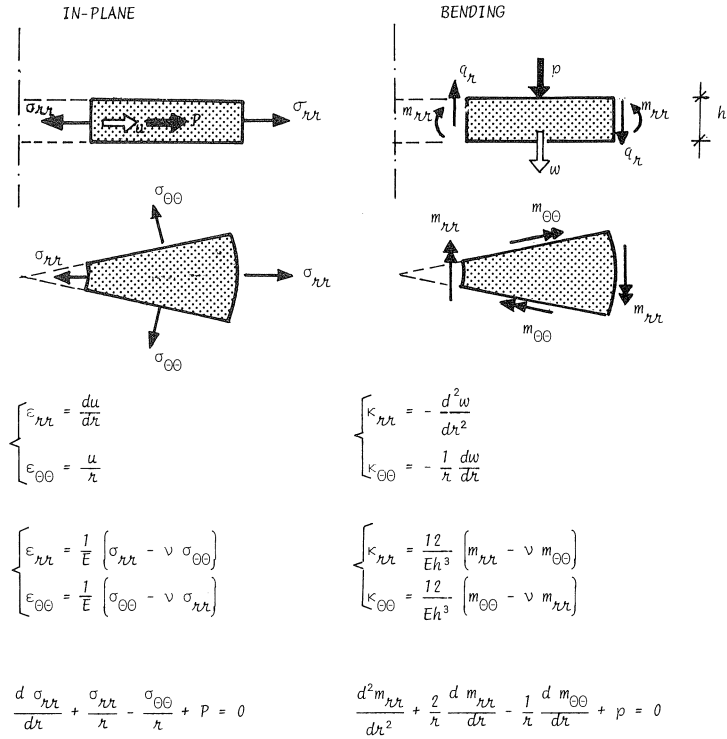 IN-PLANE
σrr
u
P
σrr
σΘΘ
σrr
σrr
σΘΘ
εrr = du/dr
εΘΘ = u/r
εrr = 1/E (σrr - ν σΘΘ)
εΘΘ = 1/E (σΘΘ - ν σrr)
d σrr/dr + σrr/r - σΘΘ/r + P = 0
BENDING
qr
p
mrr
mrr
h
qr
w
mrr
mΘΘ
mrr
mΘΘ
κrr = - d²w/dr²
κΘΘ = - 1/r dw/dr
κrr = 12/Eh³ (mrr - ν mΘΘ)
κΘΘ = 12/Eh³ (mΘΘ - ν mrr)
d²mrr/dr² + 2/r d mrr/dr - 1/r d mΘΘ/dr + p = 0